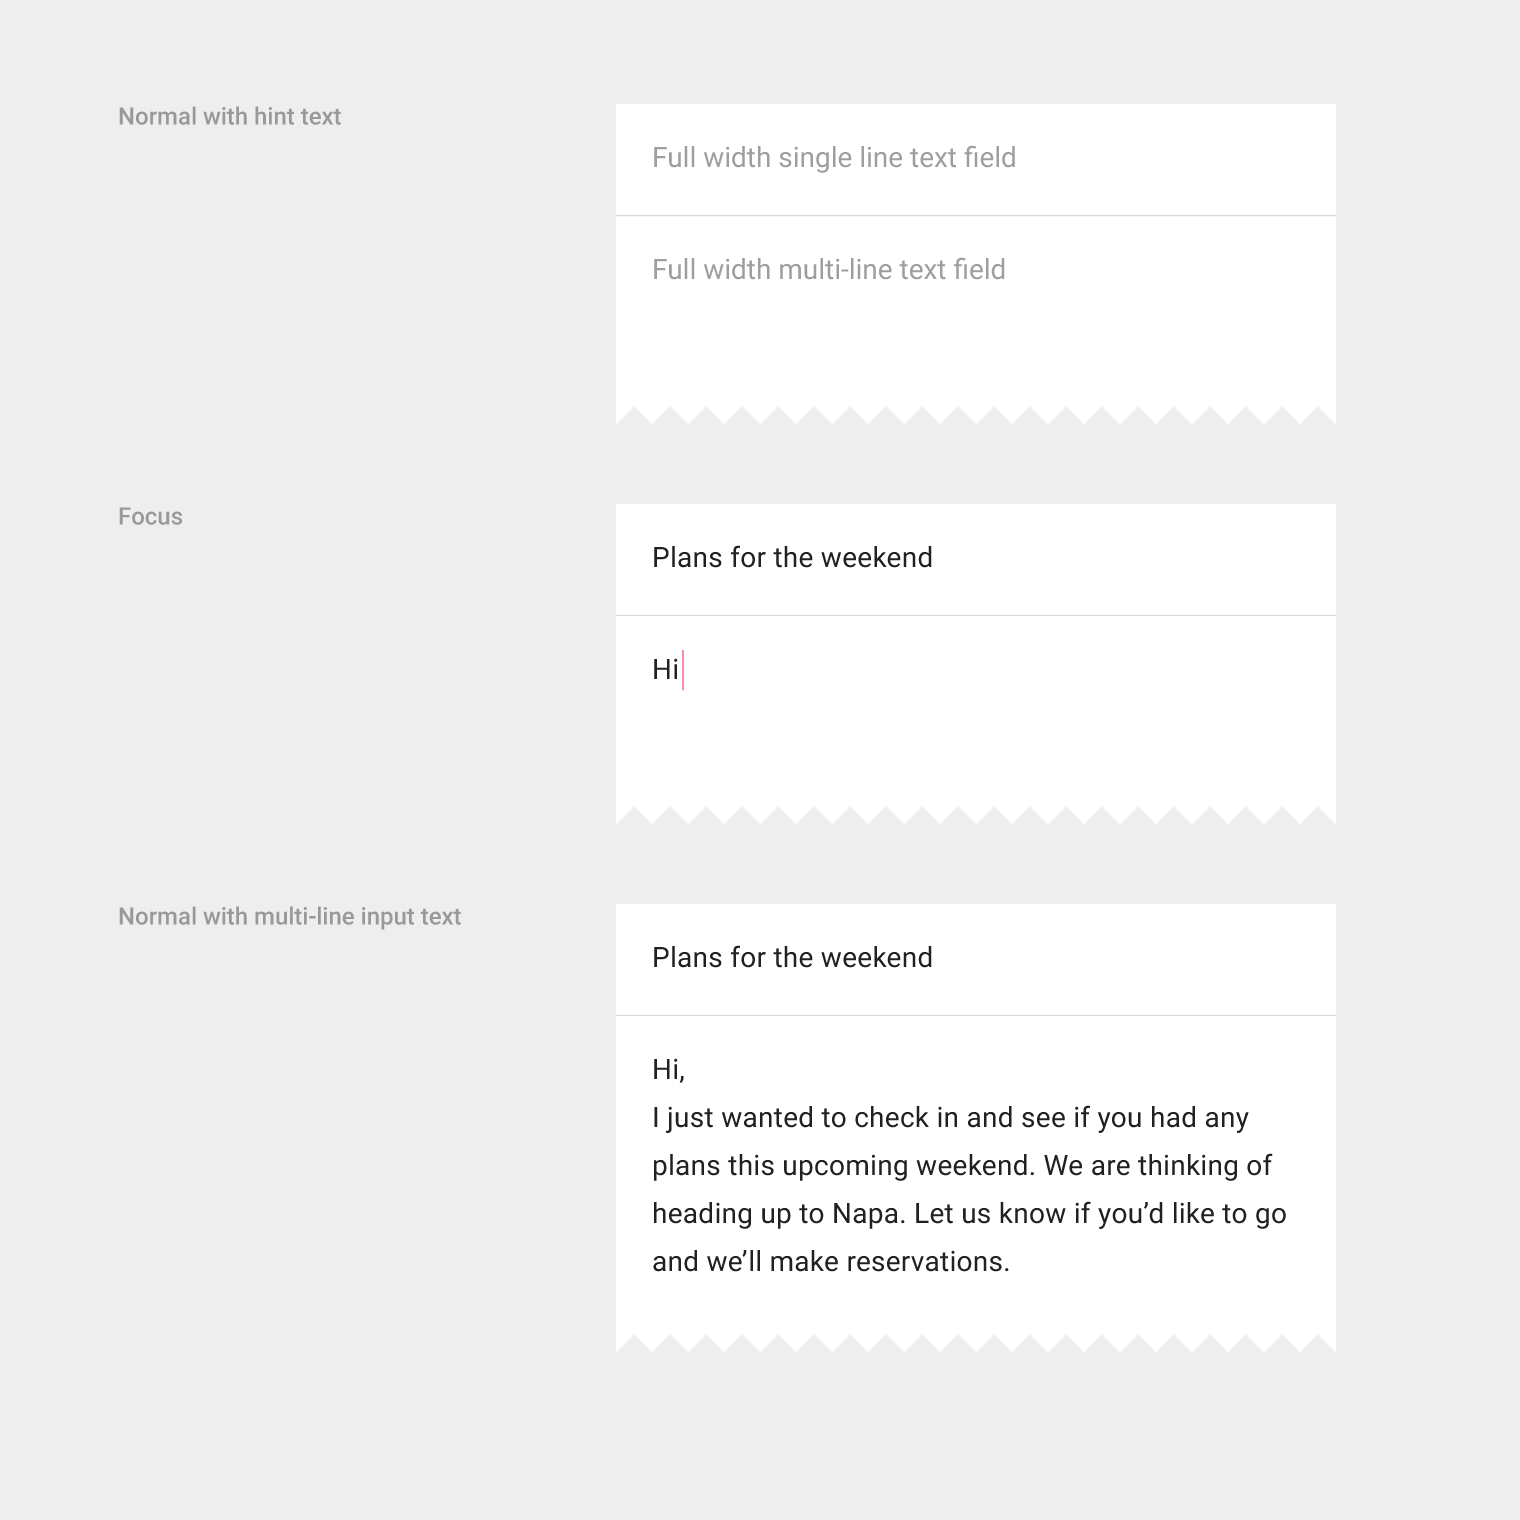 Normal with hint text
Full width single line text field
Full width multi-line text field
Focus
Plans for the weekend
Hi
Normal with multi-line input text
Plans for the weekend
Hi,
I just wanted to check in and see if you had any
plans this upcoming weekend. We are thinking of
heading up to Napa. Let us know if you’d like to go
and we’ll make reservations.